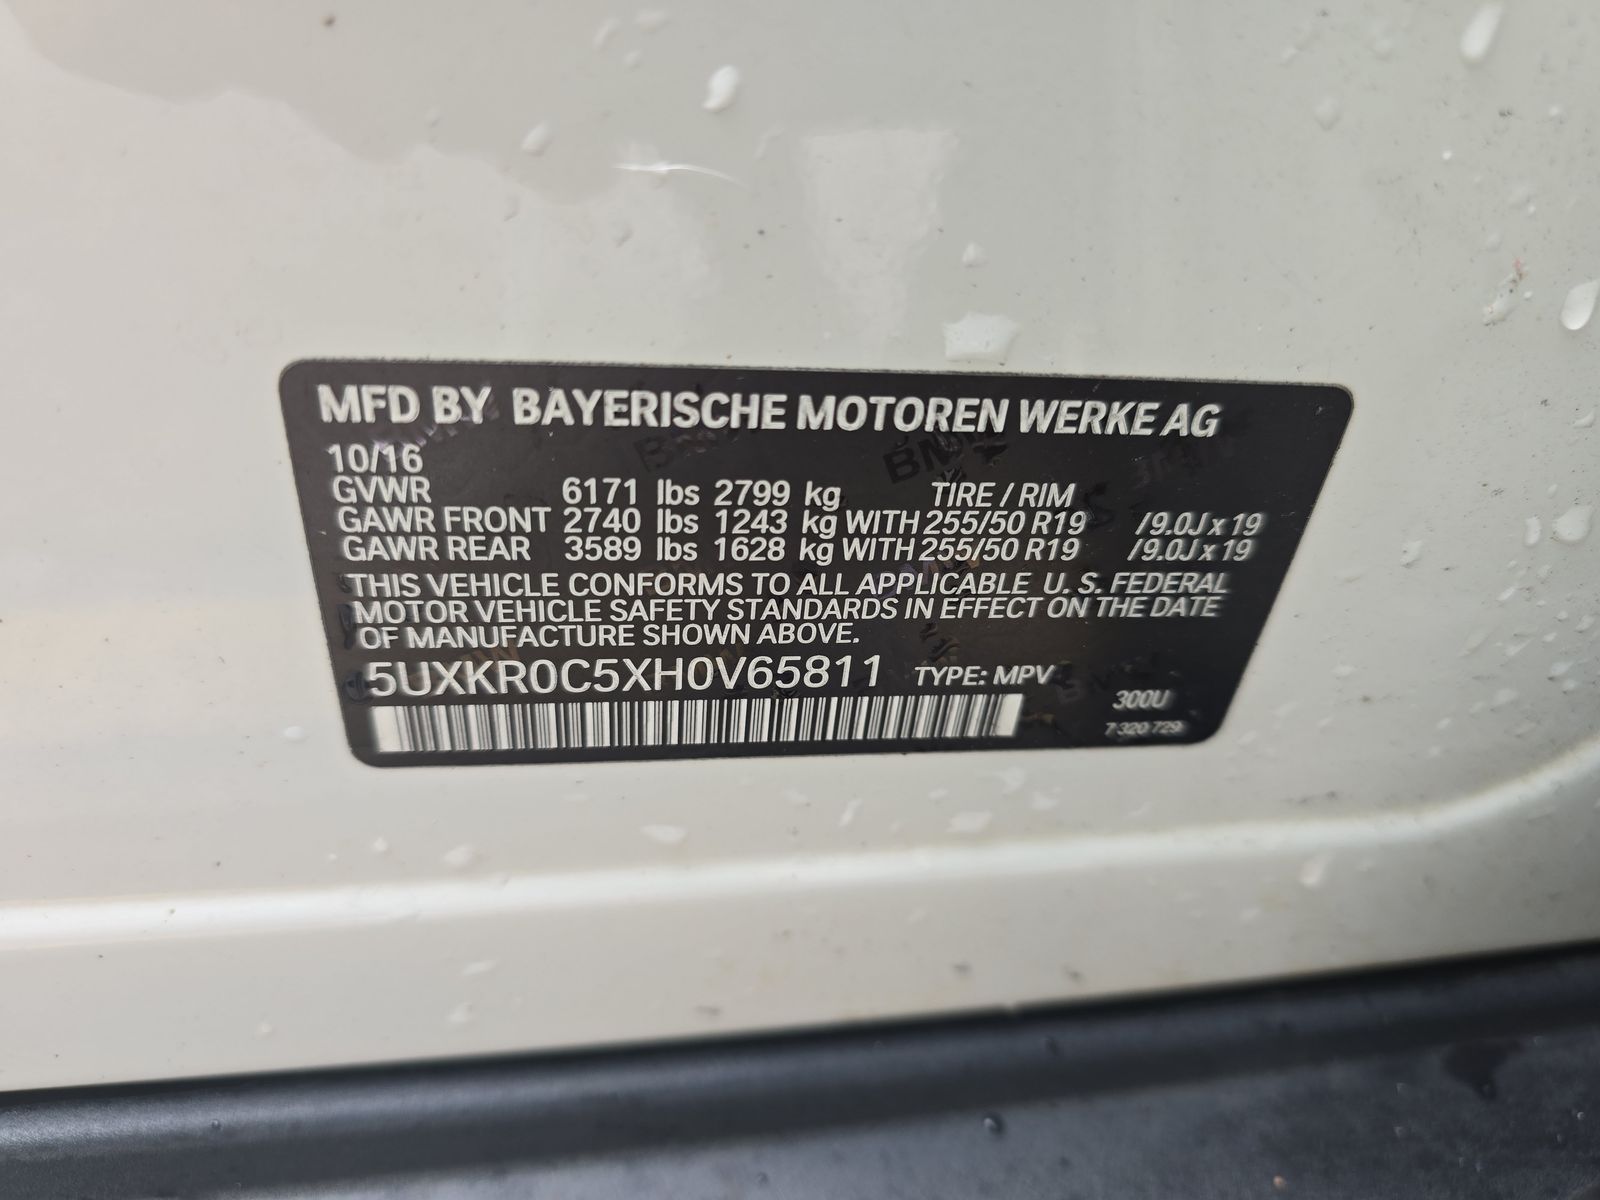 MFD BY BAYERISCHE MOTOREN WERKE AG
10/16
GVWR 6171 lbs 2799 kg TIRE / RIM
GAWR FRONT 2740 lbs 1243 kg WITH 255/50 R19 /9.0J x 19
GAWR REAR 3589 lbs 1628 kg WITH 255/50 R19 /9.0J x 19
THIS VEHICLE CONFORMS TO ALL APPLICABLE U. S. FEDERAL
MOTOR VEHICLE SAFETY STANDARDS IN EFFECT ON THE DATE
OF MANUFACTURE SHOWN ABOVE.
5UXKR0C5XH0V65811 TYPE: MPV
300U
7 320 729